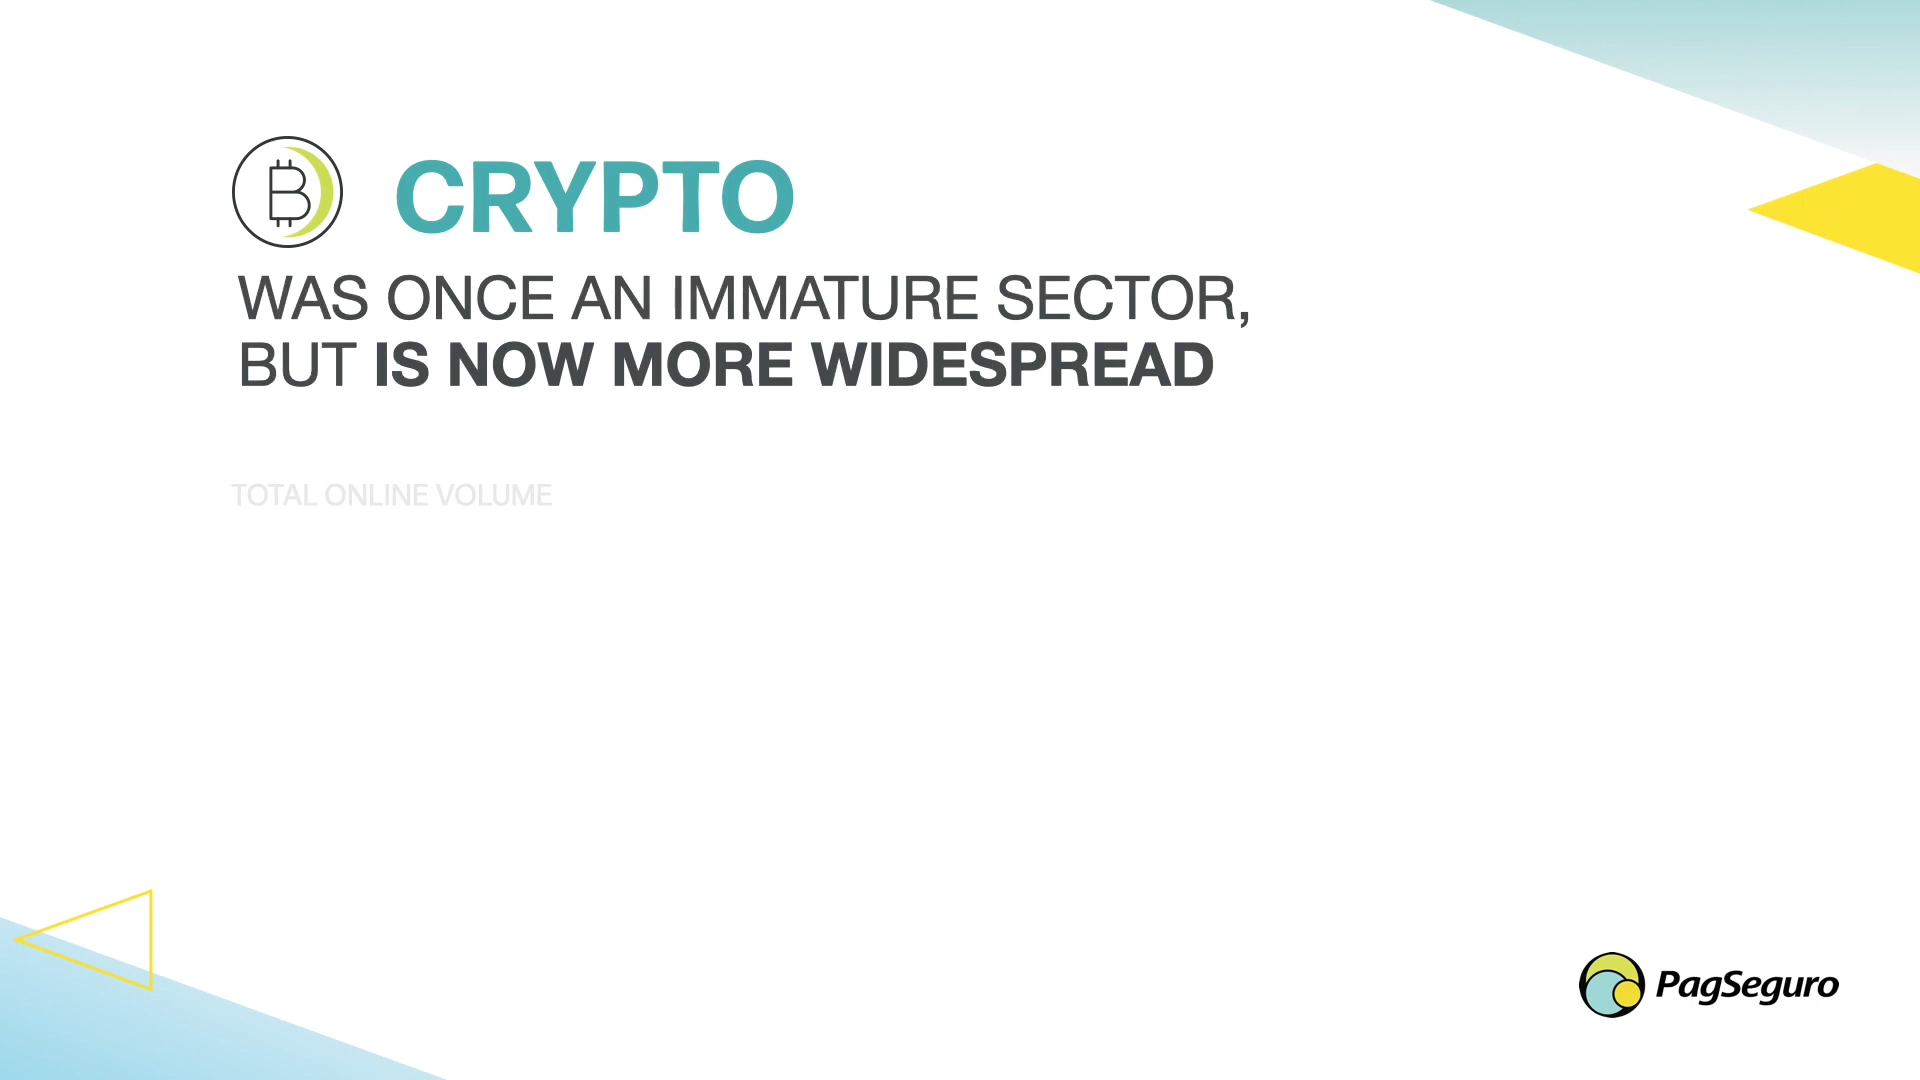 CRYPTO
WAS ONCE AN IMMATURE SECTOR,
BUT IS NOW MORE WIDESPREAD
TOTAL ONLINE VOLUME
PagSeguro